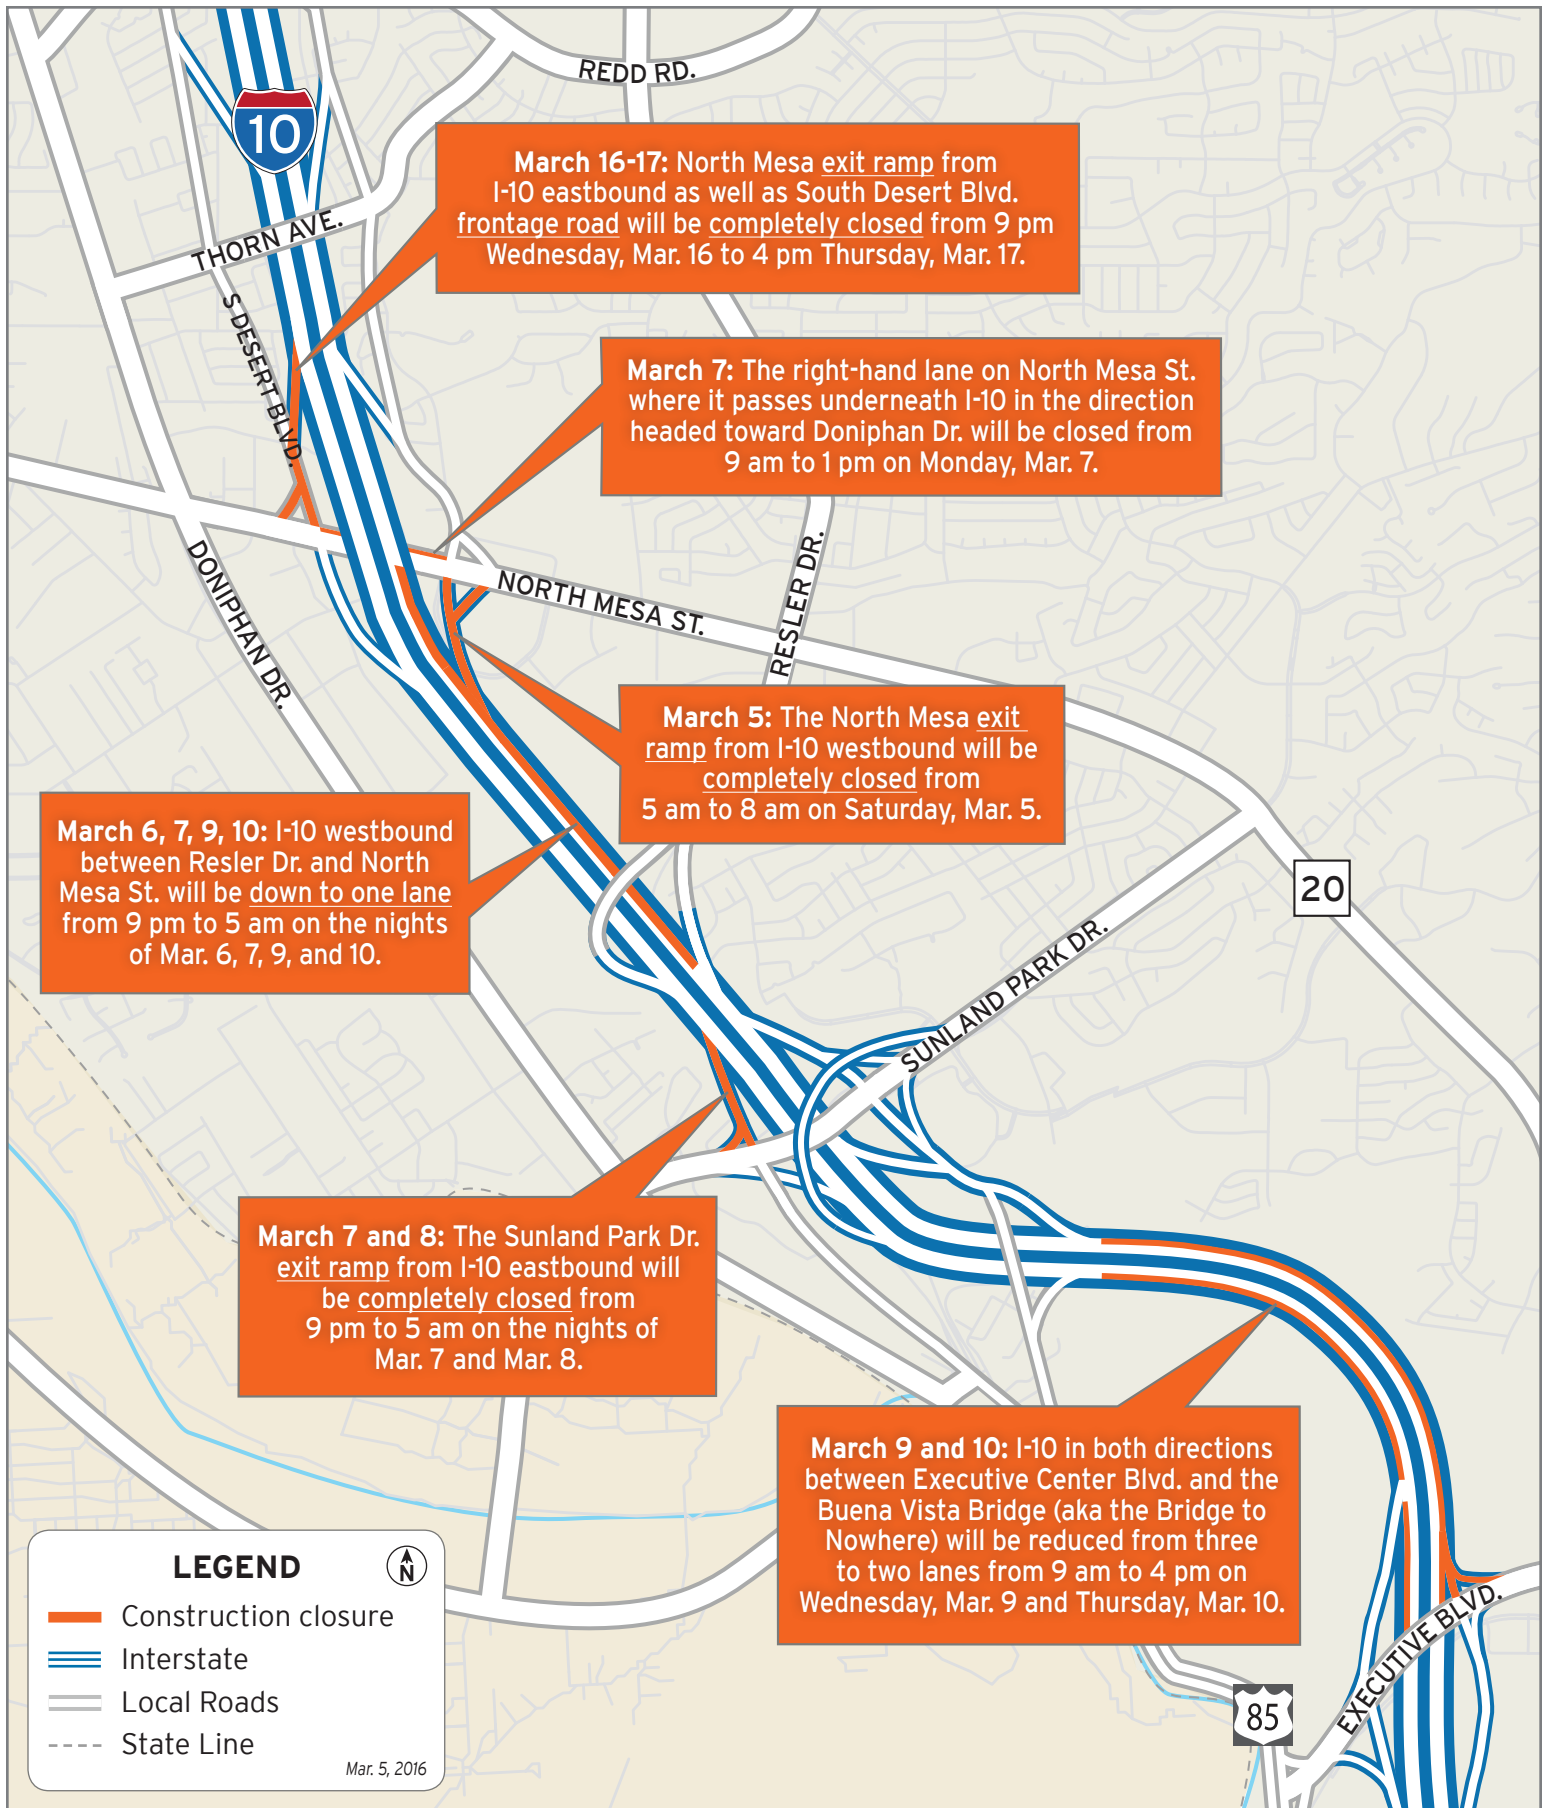 REDD RD.
10
March 16-17: North Mesa exit ramp from
I-10 eastbound as well as South Desert Blvd.
frontage road will be completely closed from 9 pm
Wednesday, Mar. 16 to 4 pm Thursday, Mar. 17.
THORN AVE.
S DESERT BLVD.
March 7: The right-hand lane on North Mesa St.
where it passes underneath I-10 in the direction
headed toward Doniphan Dr. will be closed from
9 am to 1 pm on Monday, Mar. 7.
DONIPHAN DR.
NORTH MESA ST.
RESLER DR.
March 5: The North Mesa exit
ramp from I-10 westbound will be
completely closed from
5 am to 8 am on Saturday, Mar. 5.
March 6, 7, 9, 10: I-10 westbound
between Resler Dr. and North
Mesa St. will be down to one lane
from 9 pm to 5 am on the nights
of Mar. 6, 7, 9, and 10.
20
SUNLAND PARK DR.
March 7 and 8: The Sunland Park Dr.
exit ramp from I-10 eastbound will
be completely closed from
9 pm to 5 am on the nights of
Mar. 7 and Mar. 8.
March 9 and 10: I-10 in both directions
between Executive Center Blvd. and the
Buena Vista Bridge (aka the Bridge to
Nowhere) will be reduced from three
to two lanes from 9 am to 4 pm on
Wednesday, Mar. 9 and Thursday, Mar. 10.
EXECUTIVE BLVD.
85
LEGEND
N
Construction closure
Interstate
Local Roads
State Line
Mar. 5, 2016